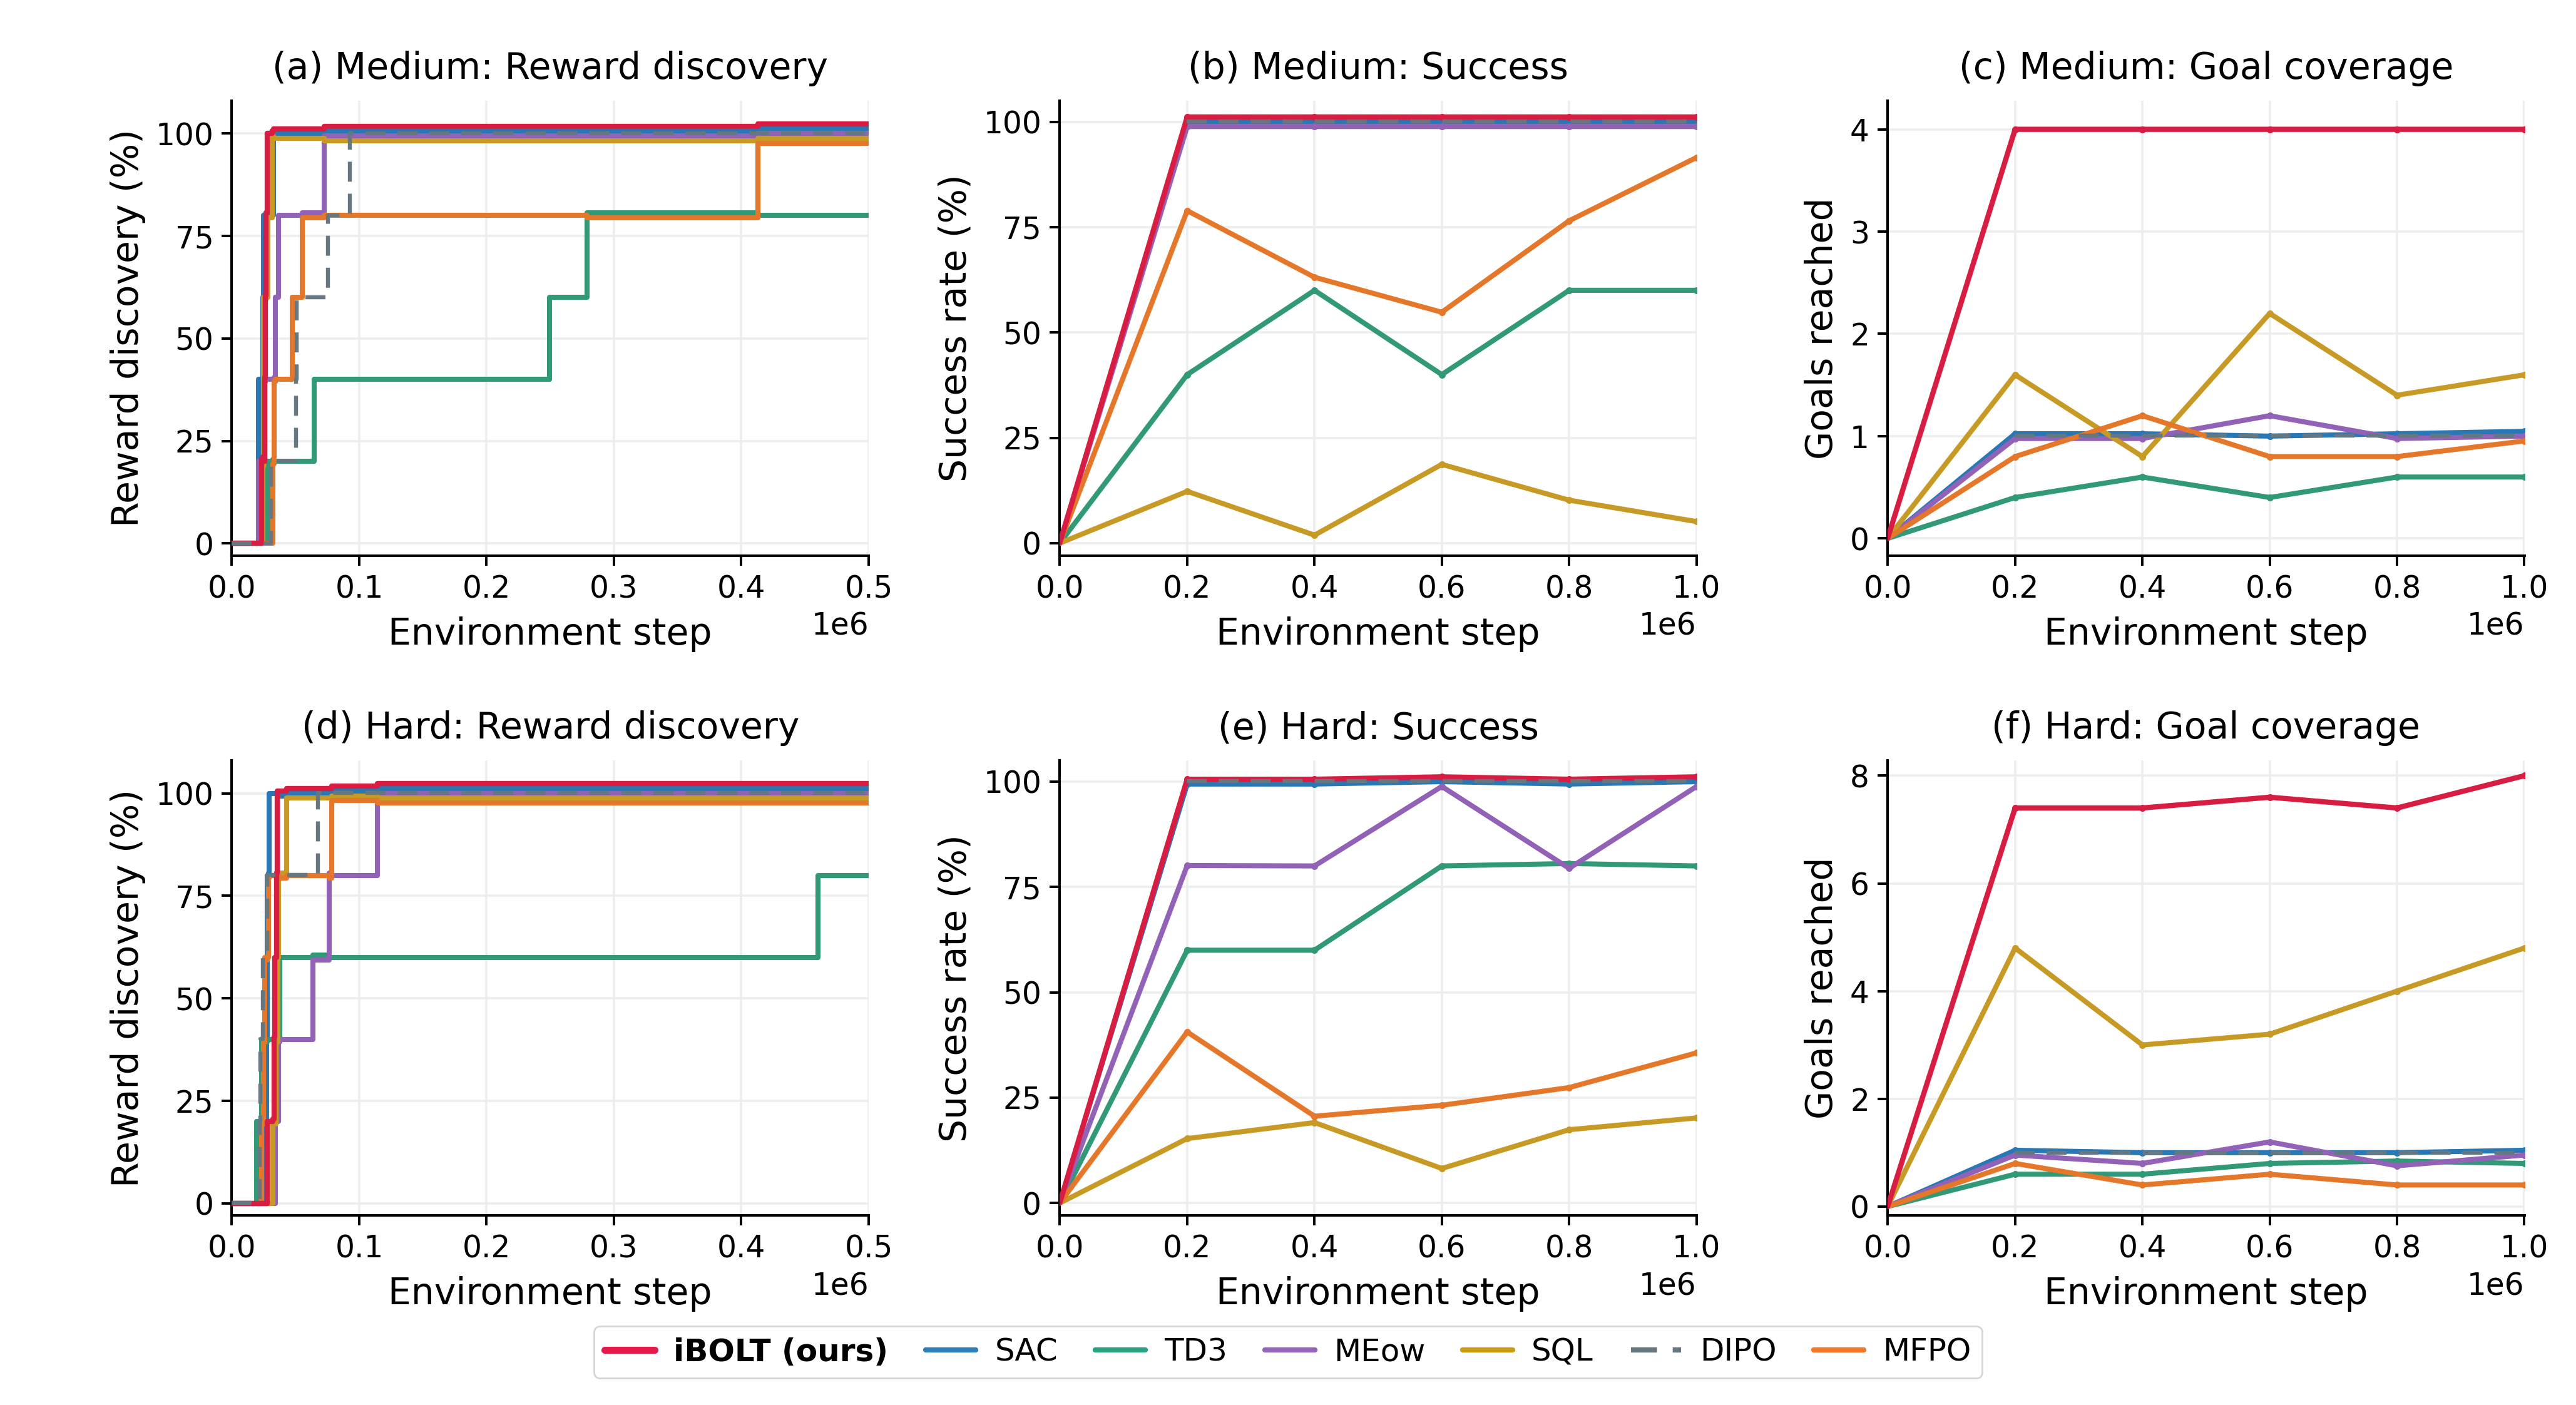 (a) Medium: Reward discovery
Reward discovery (%)
100
75
50
25
0
0.0 0.1 0.2 0.3 0.4 0.5
Environment step
1e6
(b) Medium: Success
Success rate (%)
100
75
50
25
0
0.0 0.2 0.4 0.6 0.8 1.0
Environment step
1e6
(c) Medium: Goal coverage
Goals reached
4
3
2
1
0
0.0 0.2 0.4 0.6 0.8 1.0
Environment step
1e6
(d) Hard: Reward discovery
Reward discovery (%)
100
75
50
25
0
0.0 0.1 0.2 0.3 0.4 0.5
Environment step
1e6
(e) Hard: Success
Success rate (%)
100
75
50
25
0
0.0 0.2 0.4 0.6 0.8 1.0
Environment step
1e6
(f) Hard: Goal coverage
Goals reached
8
6
4
2
0
0.0 0.2 0.4 0.6 0.8 1.0
Environment step
1e6
iBOLT (ours) SAC TD3 MEow SQL DIPO MFPO